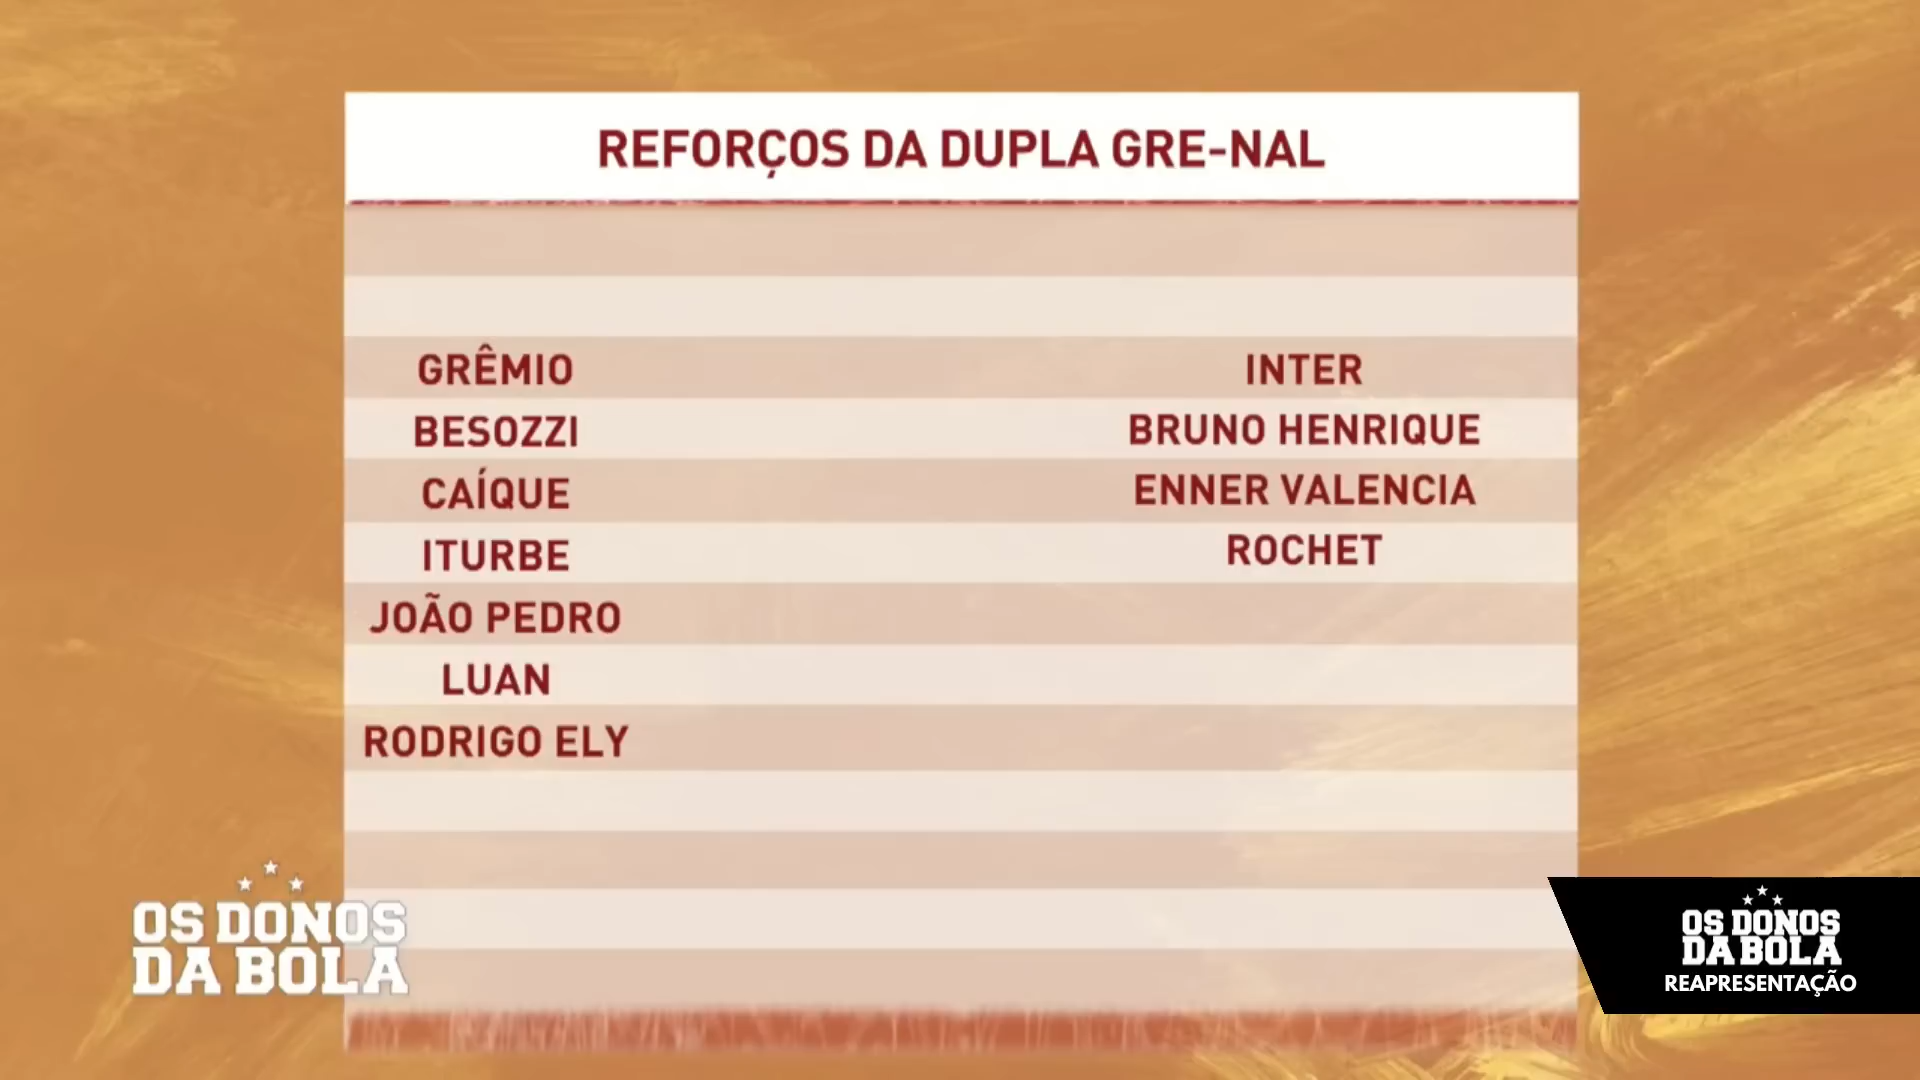 REFORÇOS DA DUPLA GRE-NAL
GRÊMIO
BESOZZI
CAÍQUE
ITURBE
JOÃO PEDRO
LUAN
RODRIGO ELY
INTER
BRUNO HENRIQUE
ENNER VALENCIA
ROCHET
OS DONOS
DA BOLA
OS DONOS
DA BOLA
REAPRESENTAÇÃO